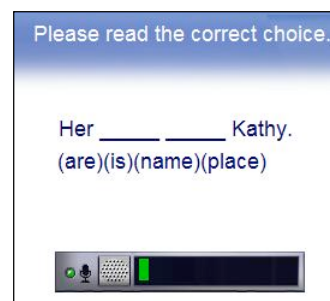 Please read the correct choice.
Her _____ _____ Kathy.
(are)(is)(name)(place)